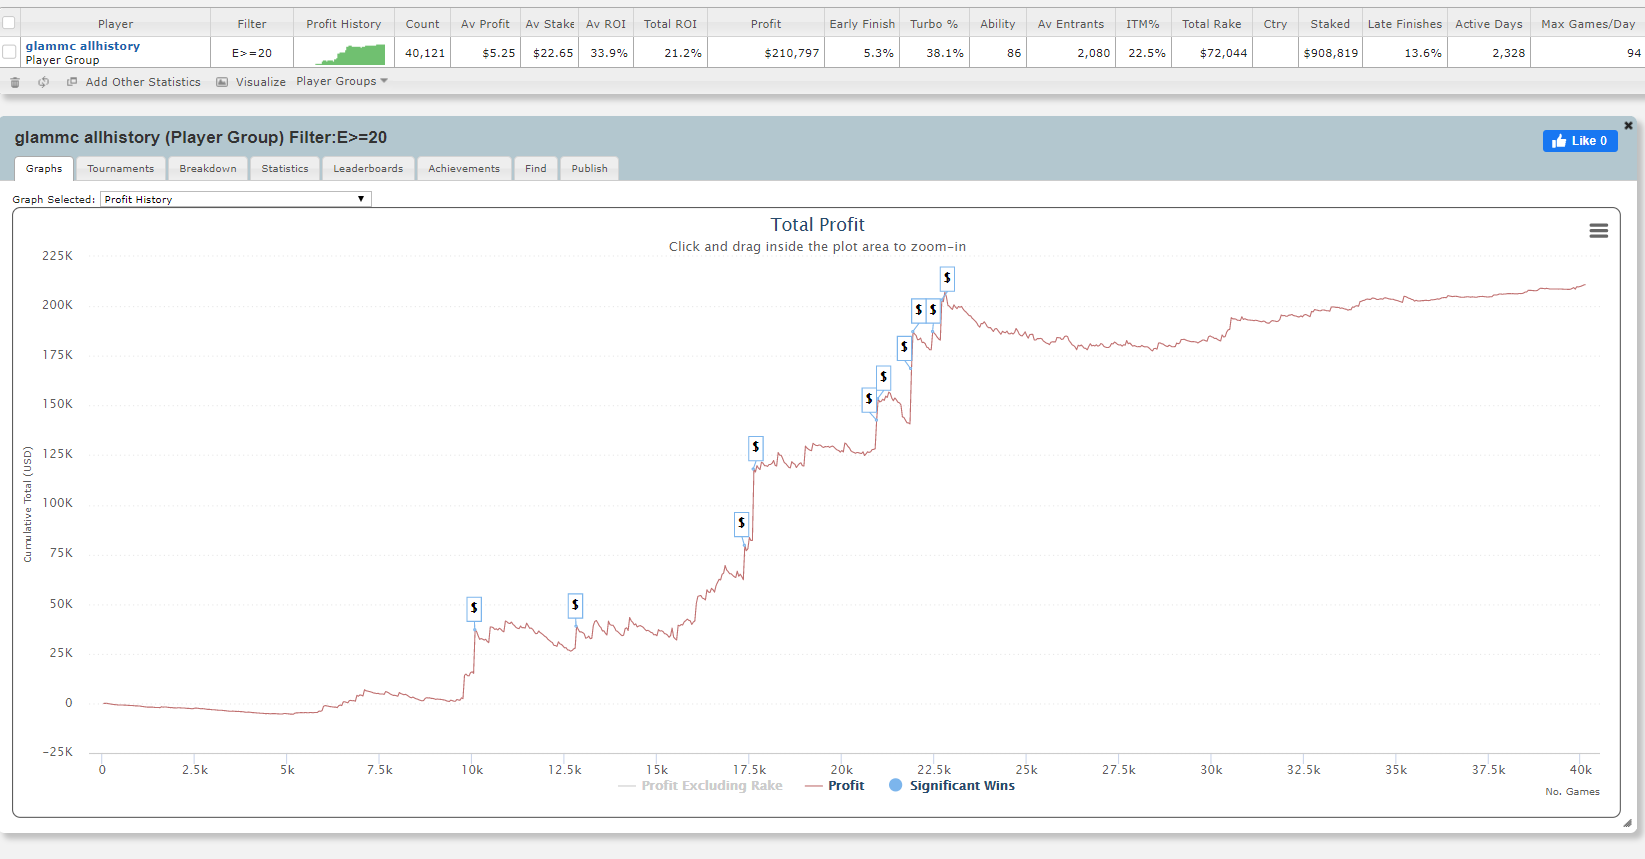 Player Filter Profit History Count Av Profit Av Stake Av ROI Total ROI Profit Early Finish Turbo % Ability Av Entrants ITM% Total Rake Ctry Staked Late Finishes Active Days Max Games/Day
glammc allhistory
Player Group
E>=20 40,121 $5.25 $22.65 33.9% 21.2% $210,797 5.3% 38.1% 86 2,080 22.5% $72,044 $908,819 13.6% 2,328 94
Add Other Statistics Visualize Player Groups
glammc allhistory (Player Group) Filter:E>=20
Like 0
Graphs Tournaments Breakdown Statistics Leaderboards Achievements Find Publish
Graph Selected: Profit History
Total Profit
Click and drag inside the plot area to zoom-in
225K
200K
175K
150K
125K
100K
75K
50K
25K
0
-25K
Cumulative Total (USD)
$
$
$
$
$
$
$
$
$
$
0 2.5k 5k 7.5k 10k 12.5k 15k 17.5k 20k 22.5k 25k 27.5k 30k 32.5k 35k 37.5k 40k
Profit Excluding Rake Profit Significant Wins
No. Games